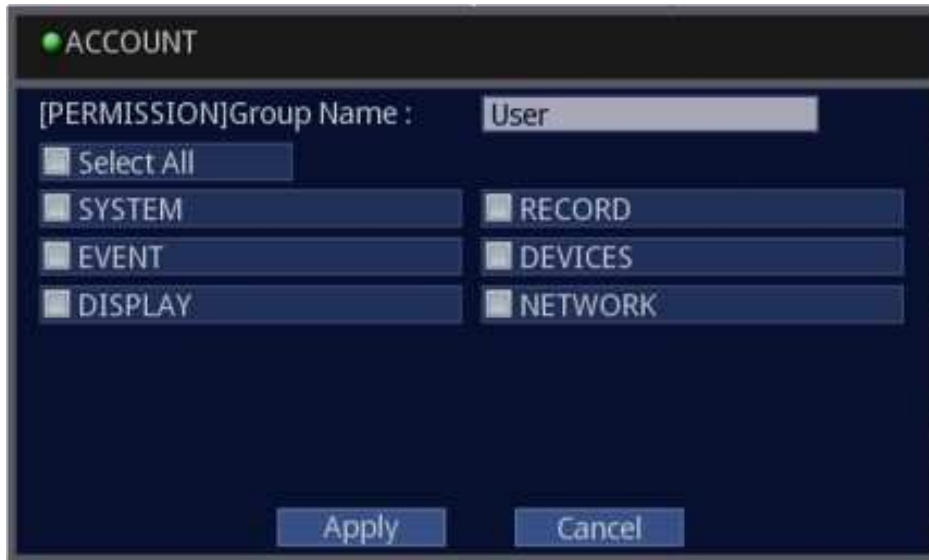 ACCOUNT
[PERMISSION]Group Name : User
Select All
SYSTEM RECORD
EVENT DEVICES
DISPLAY NETWORK
Apply Cancel